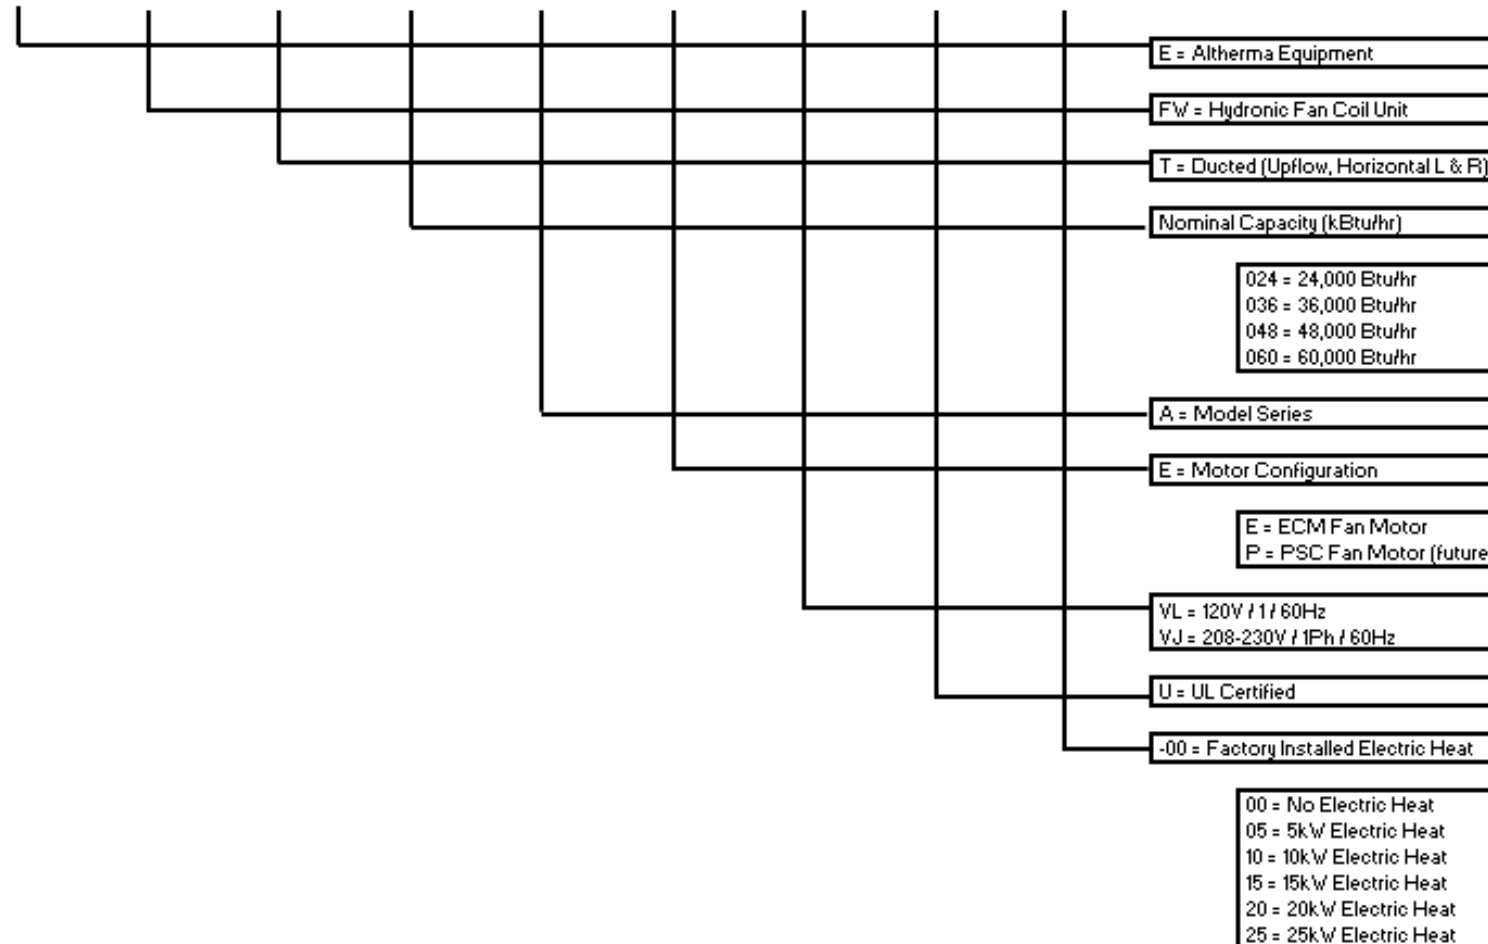 E = Altherma Equipment
FW = Hydronic Fan Coil Unit
T = Ducted (Upflow, Horizontal L & R)
Nominal Capacity (kBtu/hr)
024 = 24,000 Btu/hr
036 = 36,000 Btu/hr
048 = 48,000 Btu/hr
060 = 60,000 Btu/hr
A = Model Series
E = Motor Configuration
E = ECM Fan Motor
P = PSC Fan Motor (future
VL = 120V / 1 / 60Hz
VJ = 208-230V / 1Ph / 60Hz
U = UL Certified
-00 = Factory Installed Electric Heat
00 = No Electric Heat
05 = 5kW Electric Heat
10 = 10kW Electric Heat
15 = 15kW Electric Heat
20 = 20kW Electric Heat
25 = 25kW Electric Heat